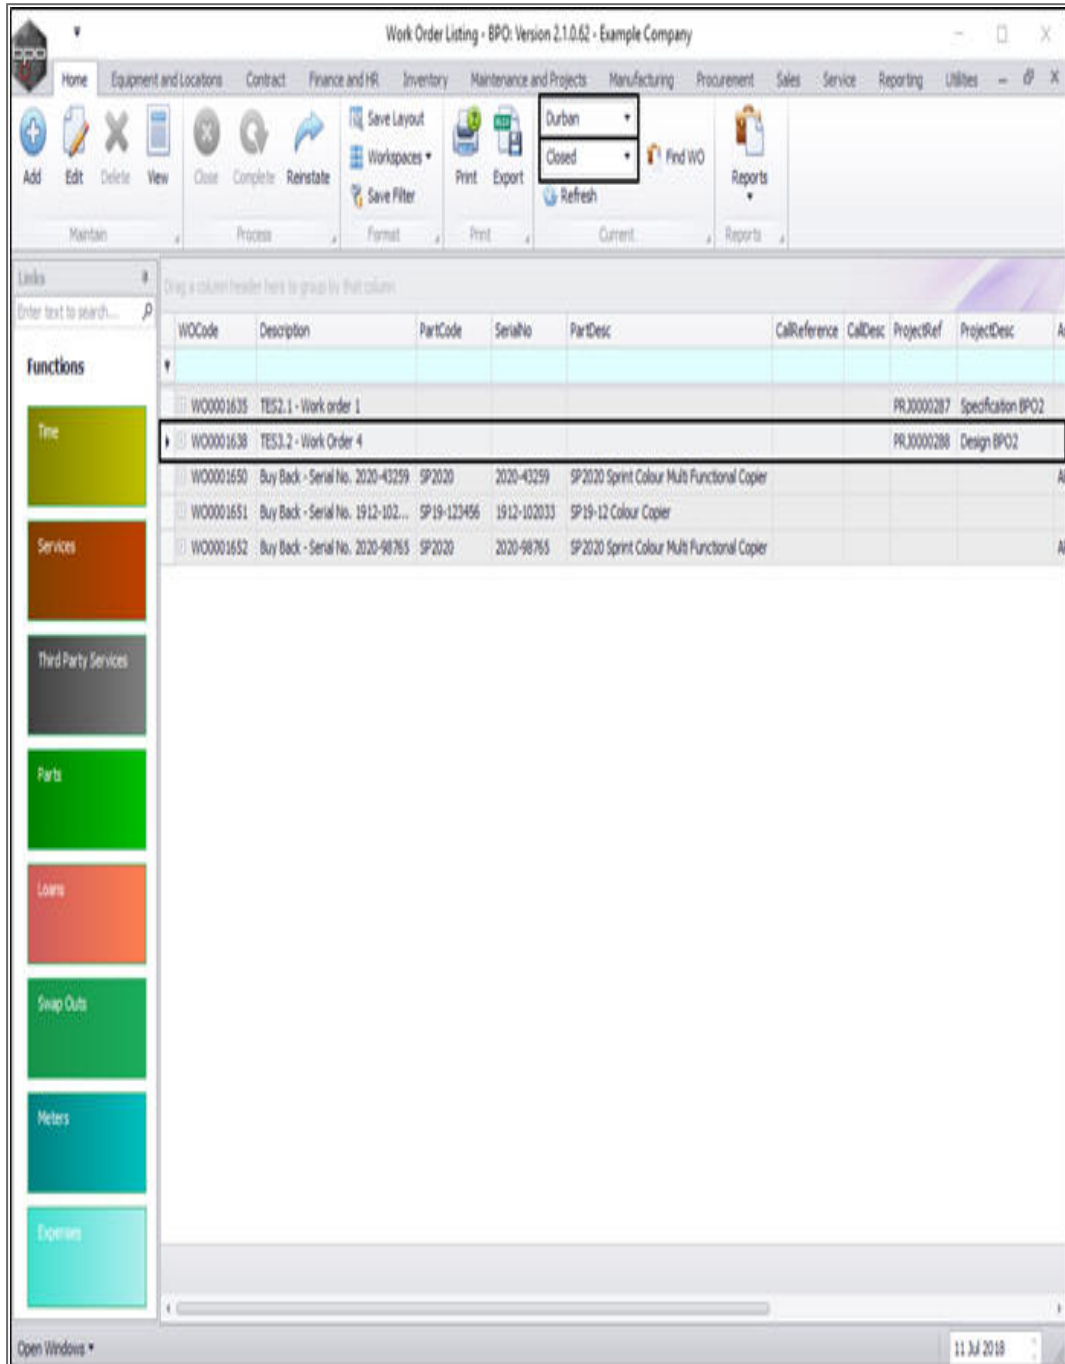 Work Order Listing - BPO: Version 2.1.0.62 - Example Company
bpo
Home Equipment and Locations Contract Finance and HR Inventory Maintenance and Projects Manufacturing Procurement Sales Service Reporting Utilities
Add Edit Delete View Close Complete Reinstate
Save Layout
Workspaces
Save Filter
Print Export
Durban
Closed
Refresh
Find WO
Reports
Maintain Process Format Print Current Reports
Links
Enter text to search...
Functions
Time
Services
Third Party Services
Parts
Loans
Swap Outs
Meters
Expenses
Drag a column header here to group by that column
WOCode Description PartCode SerialNo PartDesc CallReference CallDesc ProjectRef ProjectDesc
WO0001635 TES2.1 - Work order 1 PRJ0000287 Specification BPO2
WO0001638 TES3.2 - Work Order 4 PRJ0000288 Design BPO2
WO0001650 Buy Back - Serial No. 2020-43259 SP2020 2020-43259 SP2020 Sprint Colour Multi Functional Copier
WO0001651 Buy Back - Serial No. 1912-102... SP19-123456 1912-102033 SP19-12 Colour Copier
WO0001652 Buy Back - Serial No. 2020-98765 SP2020 2020-98765 SP2020 Sprint Colour Multi Functional Copier
Open Windows
11 Jul 2018